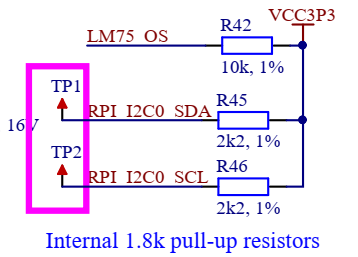 VCC3P3
LM75_OS
R42
10k, 1%
TP1
RPI_I2C0_SDA
R45
2k2, 1%
16V
TP2
RPI_I2C0_SCL
R46
2k2, 1%
Internal 1.8k pull-up resistors